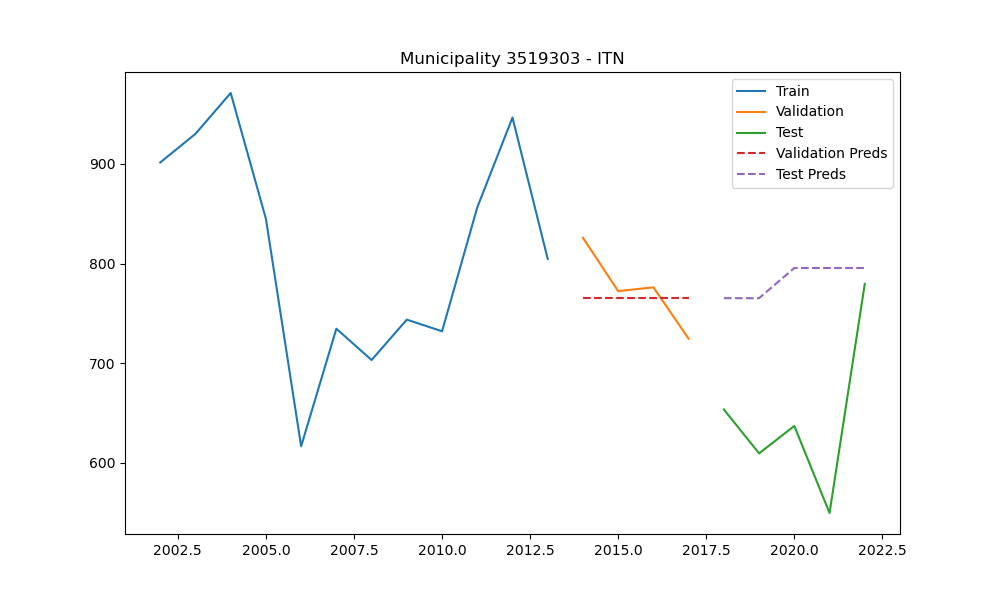 Municipality 3519303 - ITN
Train
Validation
Test
Validation Preds
Test Preds
900
800
700
600
2002.5 2005.0 2007.5 2010.0 2012.5 2015.0 2017.5 2020.0 2022.5